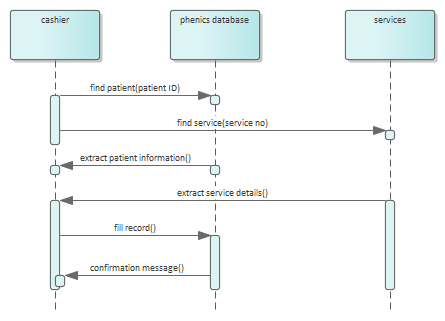 cashier
phenics database
services
find patient(patient ID)
find service(service no)
extract patient information()
extract service details()
fill record()
confirmation message()